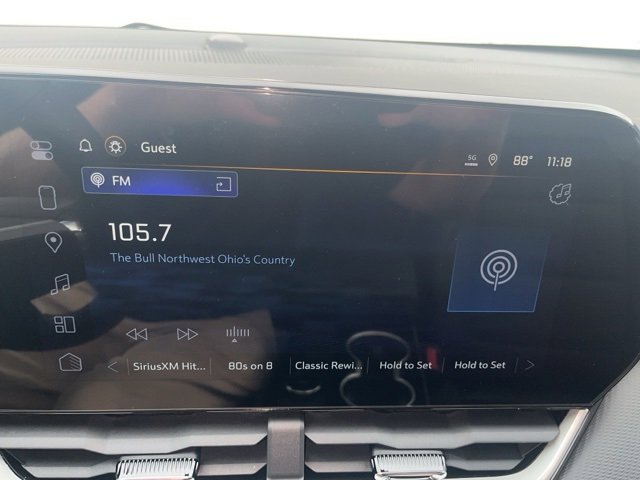 Guest
5G 88° 11:18
FM
105.7
The Bull Northwest Ohio's Country
SiriusXM Hit... 80s on 8 Classic Rewi... Hold to Set Hold to Set